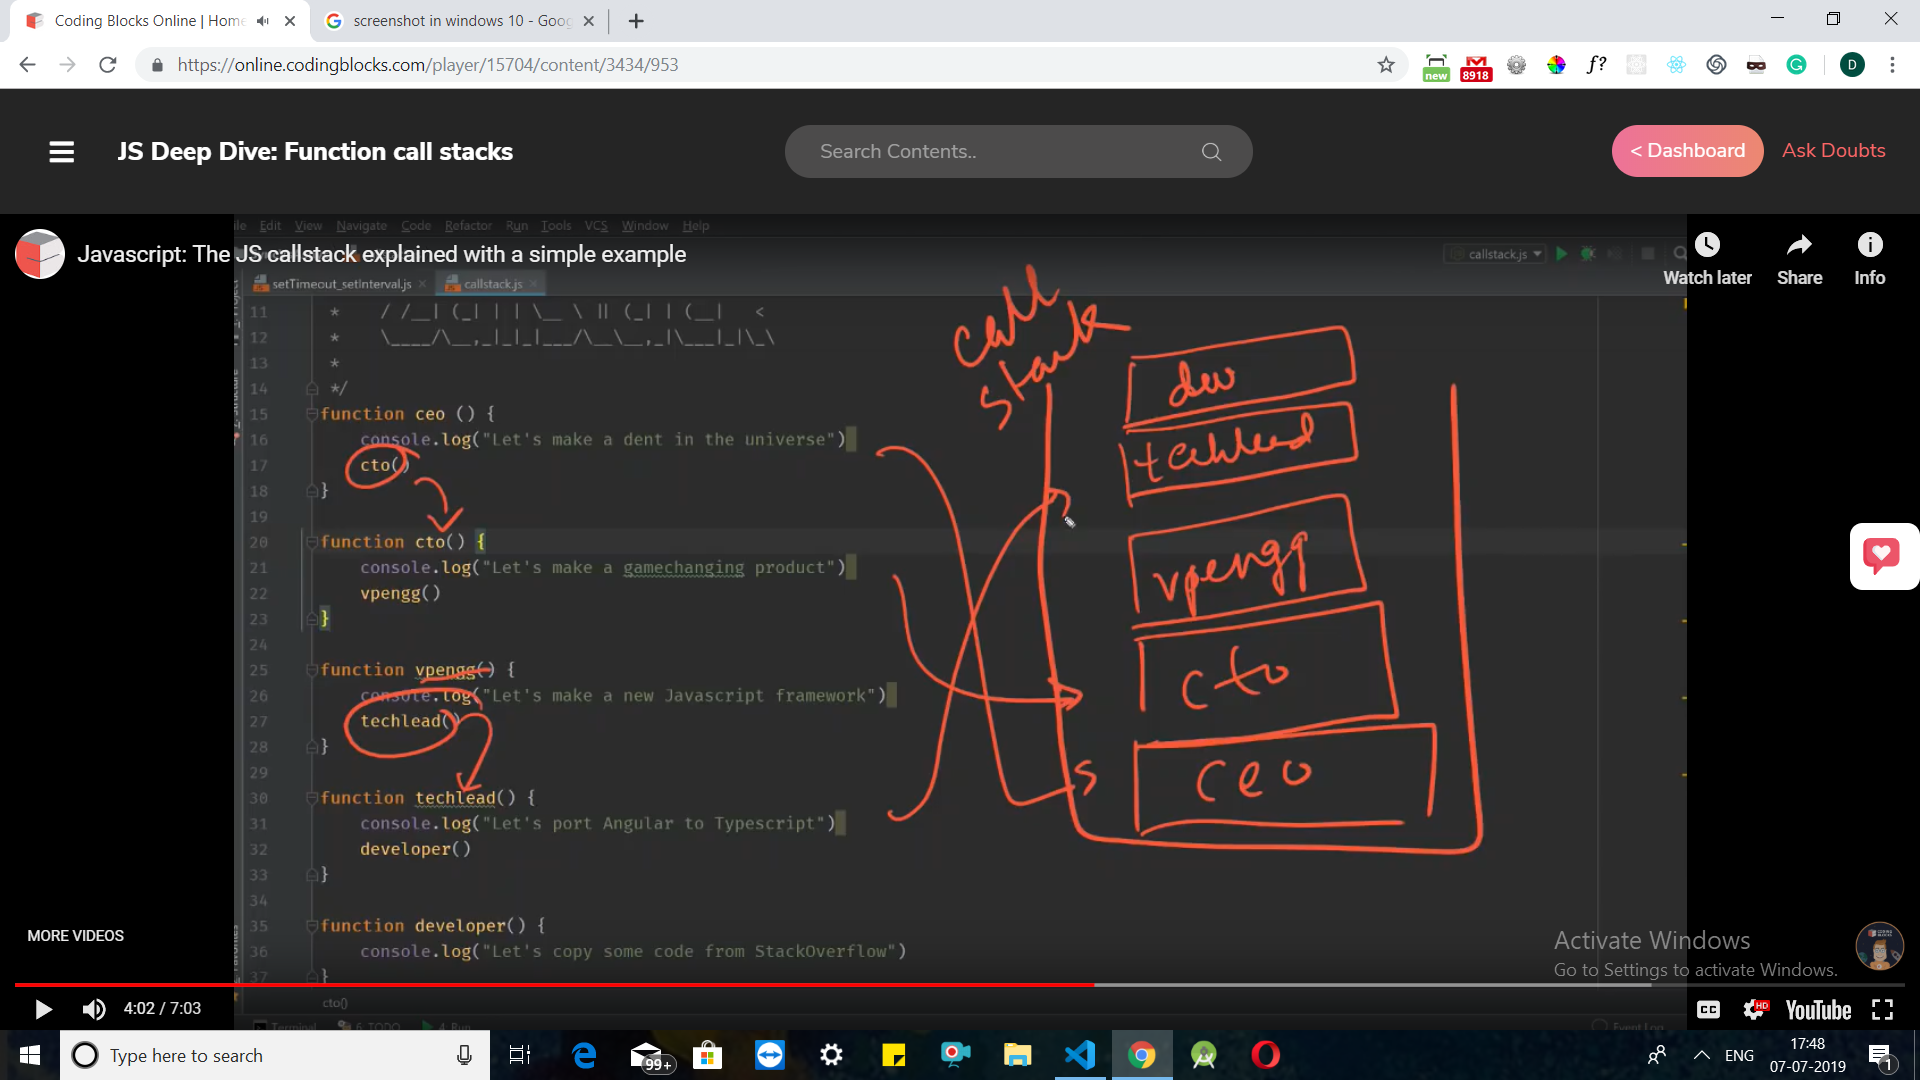 Coding Blocks Online | Home
screenshot in windows 10 - Goog
https://online.codingblocks.com/player/15704/content/3434/953
new
8918
f?
D
JS Deep Dive: Function call stacks
Search Contents..
< Dashboard
Ask Doubts
Edit View Navigate Code Refactor Run Tools VCS Window Help
Javascript: The JS callstack explained with a simple example
callstack.js
Watch later
Share
Info
setTimeout_setInterval.js
callstack.js
11 * / /__| (_| | | \__ \ || (_| | (__| <
12 * \____/\__,_|_|_|___/\__\__,_|\___|_|\_\
13 *
14 */
15 function ceo () {
16 console.log("Let's make a dent in the universe")
17 cto()
18 }
19
20 function cto() {
21 console.log("Let's make a gamechanging product")
22 vpengg()
23 }
24
25 function vpengg() {
26 console.log("Let's make a new Javascript framework")
27 techlead()
28 }
29
30 function techlead() {
31 console.log("Let's port Angular to Typescript")
32 developer()
33 }
34
35 function developer() {
36 console.log("Let's copy some code from StackOverflow")
37 }
call
stack
dev
techlead
vpengg
cto
ceo
MORE VIDEOS
Activate Windows
Go to Settings to activate Windows.
cto()
4:02 / 7:03
CC
HD
YouTube
Terminal 6: TODO 4: Run
Event Log
Type here to search
99+
ENG
17:48
07-07-2019
1